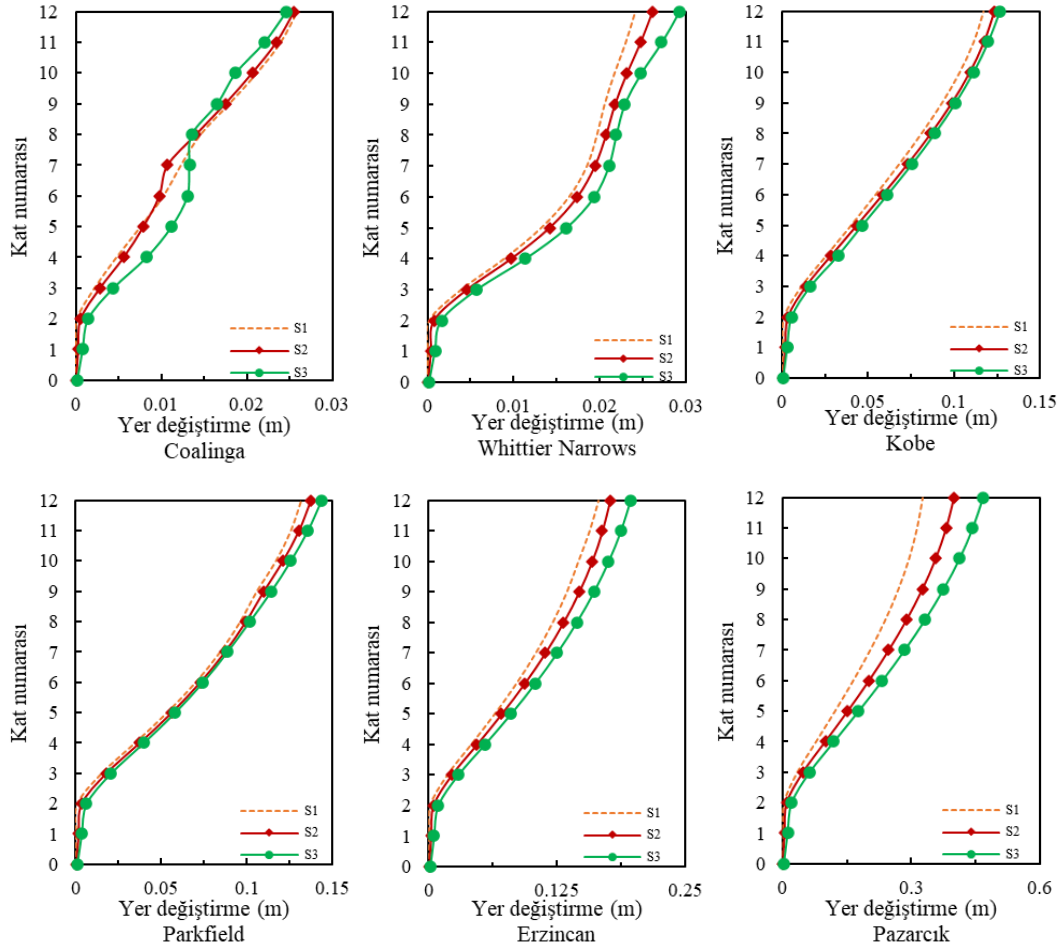 12
11
10
9
8
7
6
5
4
3
2
1
0
Kat numarası
S1
S2
S3
0 0.01 0.02 0.03
Yer değiştirme (m)
Coalinga
12
11
10
9
8
7
6
5
4
3
2
1
0
Kat numarası
S1
S2
S3
0 0.01 0.02 0.03
Yer değiştirme (m)
Whittier Narrows
12
11
10
9
8
7
6
5
4
3
2
1
0
Kat numarası
S1
S2
S3
0 0.05 0.1 0.15
Yer değiştirme (m)
Kobe
12
11
10
9
8
7
6
5
4
3
2
1
0
Kat numarası
S1
S2
S3
0 0.05 0.1 0.15
Yer değiştirme (m)
Parkfield
12
11
10
9
8
7
6
5
4
3
2
1
0
Kat numarası
S1
S2
S3
0 0.125 0.25
Yer değiştirme (m)
Erzincan
12
11
10
9
8
7
6
5
4
3
2
1
0
Kat numarası
S1
S2
S3
0 0.3 0.6
Yer değiştirme (m)
Pazarcık